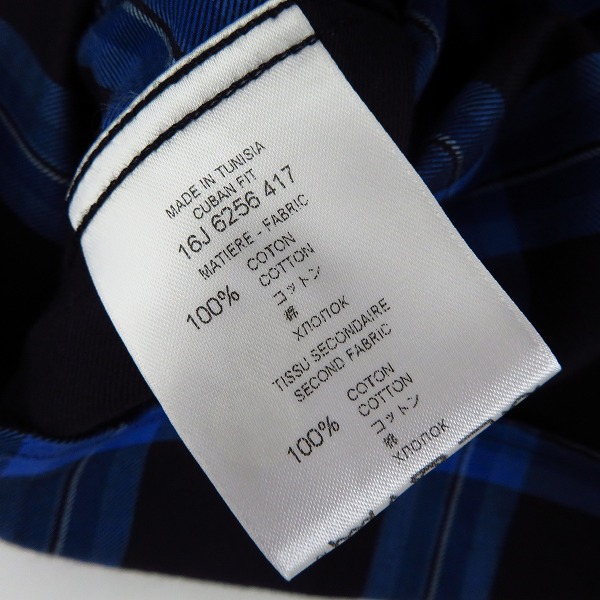 MADE IN TUNISIA
CUBAN FIT
16J 6256 417
MATIERE - FABRIC
100% COTON
COTTON
コットン
棉
ХЛОПОК
TISSU SECONDAIRE
SECOND FABRIC
100% COTON
COTTON
コットン
棉
ХЛОПОК